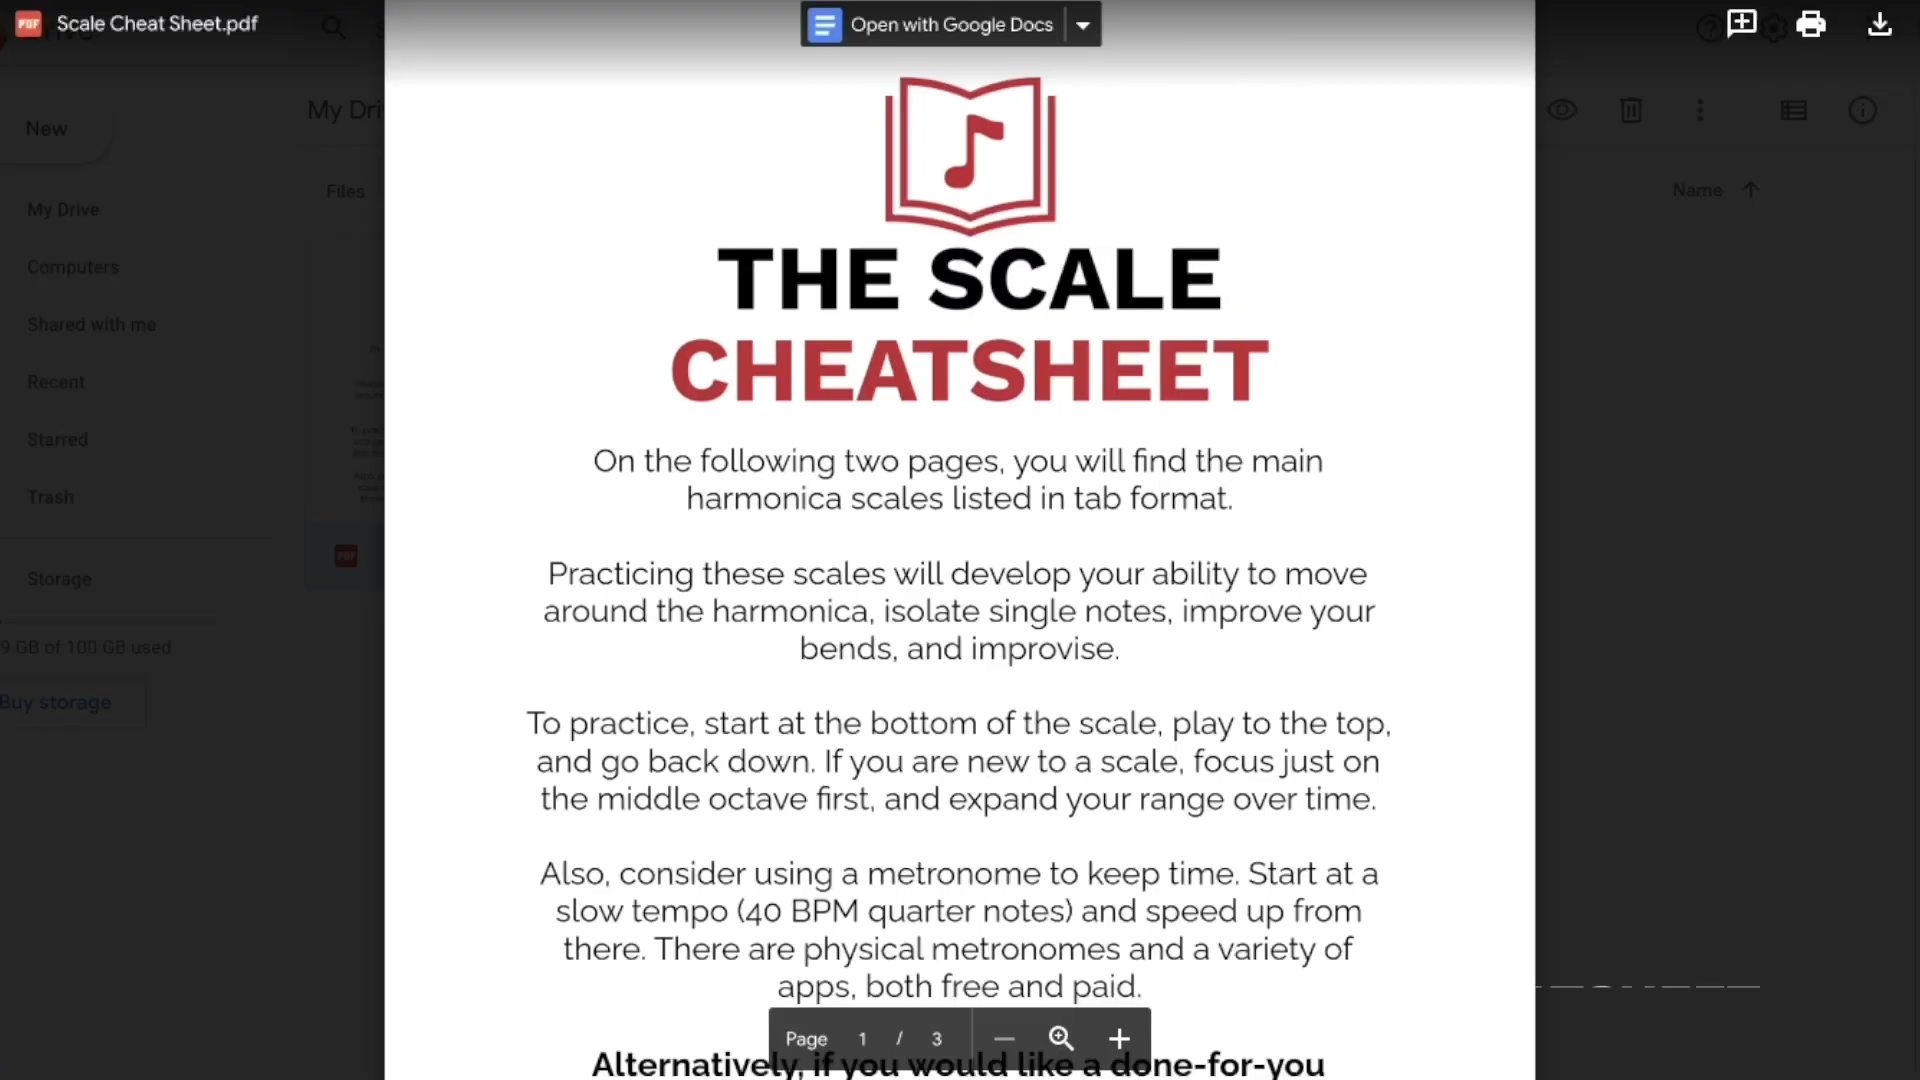 PDF Scale Cheat Sheet.pdf
Open with Google Docs
My Dri
New
Files
Name
My Drive
Computers
Shared with me
Recent
Starred
Trash
PDF
Storage
9 GB of 100 GB used
Buy storage
THE SCALE
CHEATSHEET
On the following two pages, you will find the main
harmonica scales listed in tab format.
Practicing these scales will develop your ability to move
around the harmonica, isolate single notes, improve your
bends, and improvise.
To practice, start at the bottom of the scale, play to the top,
and go back down. If you are new to a scale, focus just on
the middle octave first, and expand your range over time.
Also, consider using a metronome to keep time. Start at a
slow tempo (40 BPM quarter notes) and speed up from
there. There are physical metronomes and a variety of
apps, both free and paid.
Page 1 / 3
Alternatively, if you would like a done-for-you